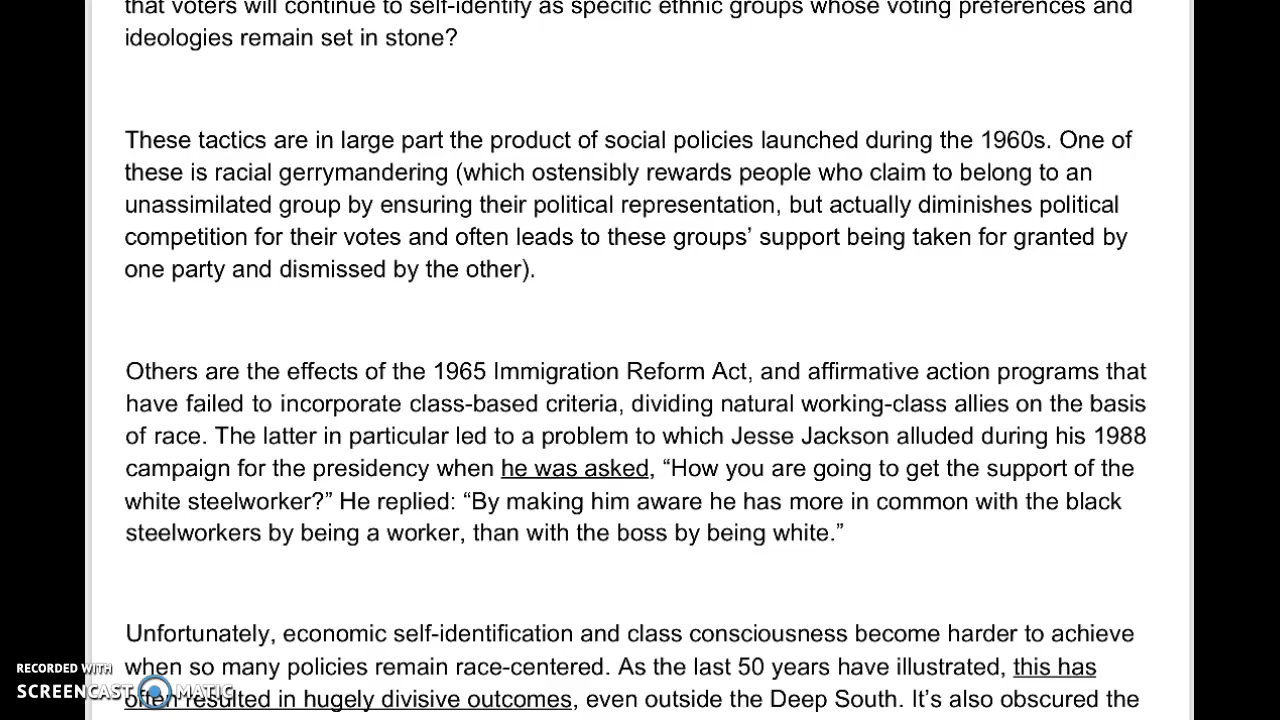 that voters will continue to self-identify as specific ethnic groups whose voting preferences and
ideologies remain set in stone?
These tactics are in large part the product of social policies launched during the 1960s. One of
these is racial gerrymandering (which ostensibly rewards people who claim to belong to an
unassimilated group by ensuring their political representation, but actually diminishes political
competition for their votes and often leads to these groups’ support being taken for granted by
one party and dismissed by the other).
Others are the effects of the 1965 Immigration Reform Act, and affirmative action programs that
have failed to incorporate class-based criteria, dividing natural working-class allies on the basis
of race. The latter in particular led to a problem to which Jesse Jackson alluded during his 1988
campaign for the presidency when he was asked, “How you are going to get the support of the
white steelworker?” He replied: “By making him aware he has more in common with the black
steelworkers by being a worker, than with the boss by being white.”
Unfortunately, economic self-identification and class consciousness become harder to achieve
when so many policies remain race-centered. As the last 50 years have illustrated, this has
often resulted in hugely divisive outcomes, even outside the Deep South. It’s also obscured the
RECORDED WITH
SCREENCAST MATIC